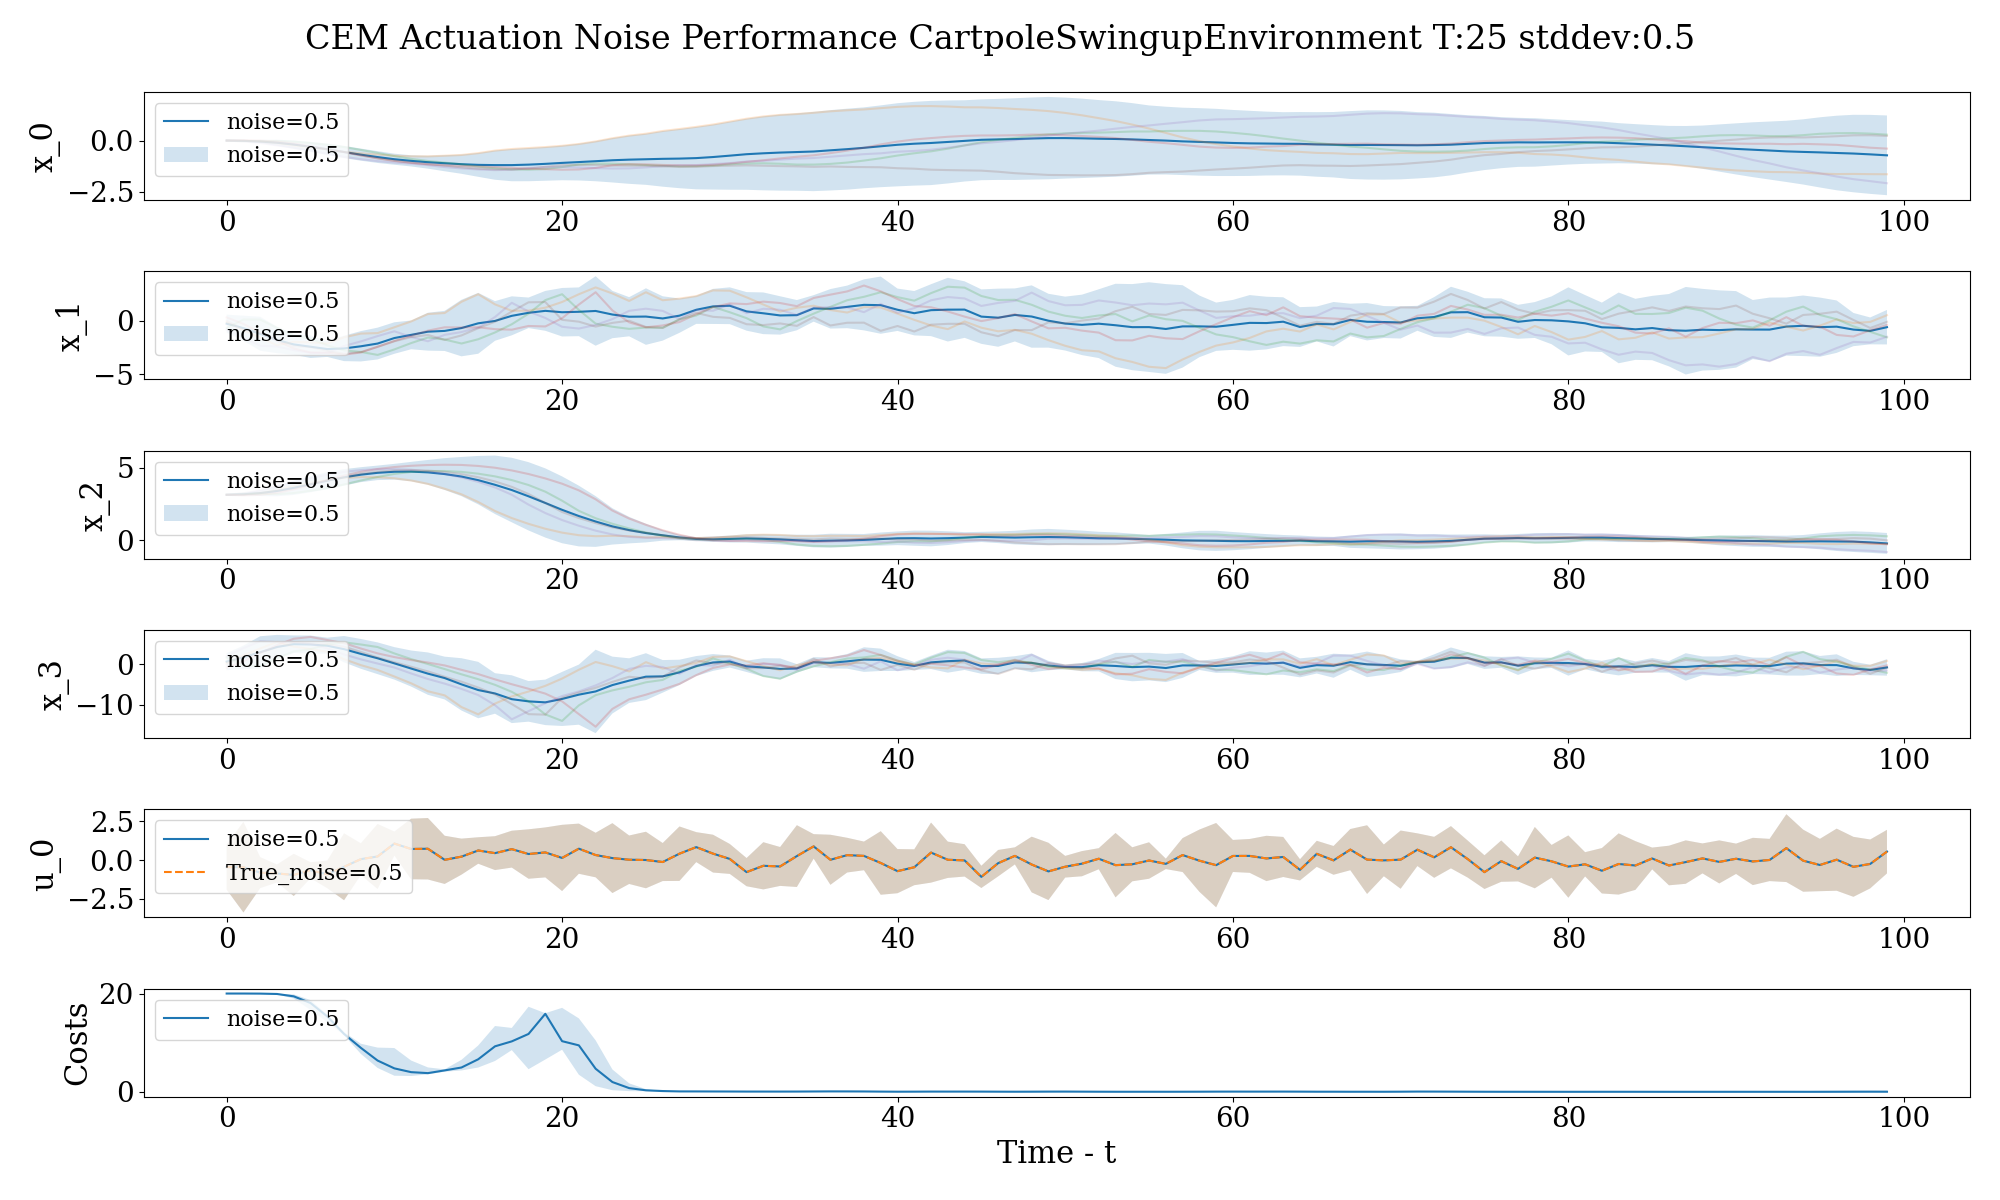 CEM Actuation Noise Performance CartpoleSwingupEnvironment T:25 stddev:0.5
x_0
0.0
−2.5
noise=0.5
noise=0.5
0 20 40 60 80 100
x_1
0
−5
noise=0.5
noise=0.5
0 20 40 60 80 100
x_2
5
0
noise=0.5
noise=0.5
0 20 40 60 80 100
x_3
0
−10
noise=0.5
noise=0.5
0 20 40 60 80 100
u_0
2.5
0.0
−2.5
noise=0.5
True_noise=0.5
0 20 40 60 80 100
Costs
20
0
noise=0.5
0 20 40 60 80 100
Time - t